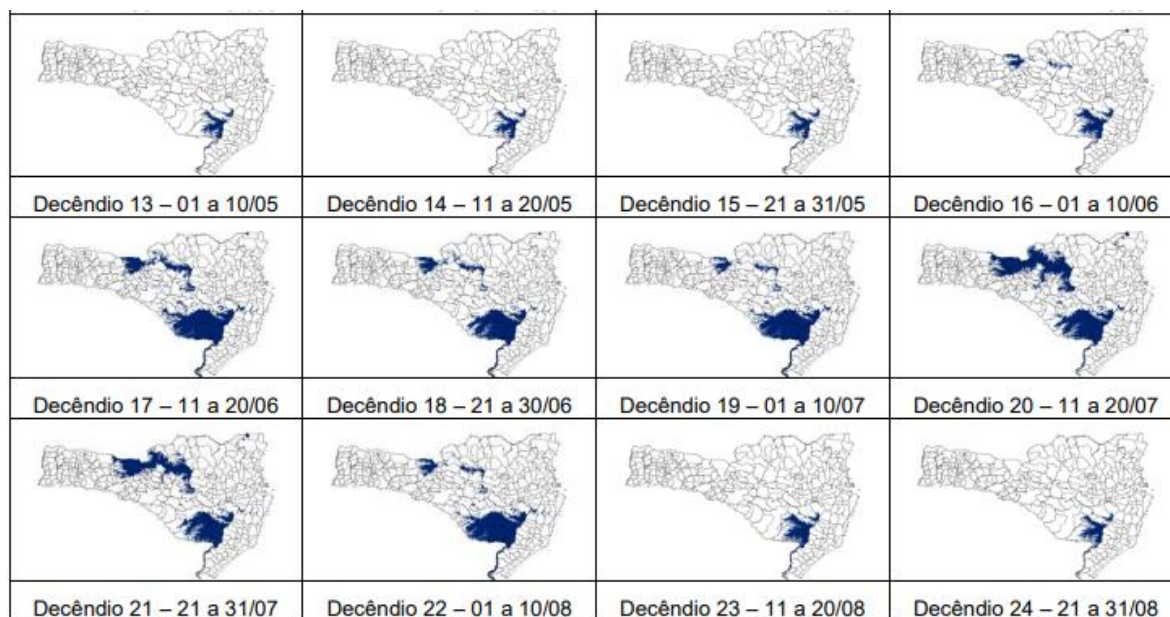 Decêndio 13 – 01 a 10/05
Decêndio 14 – 11 a 20/05
Decêndio 15 – 21 a 31/05
Decêndio 16 – 01 a 10/06
Decêndio 17 – 11 a 20/06
Decêndio 18 – 21 a 30/06
Decêndio 19 – 01 a 10/07
Decêndio 20 – 11 a 20/07
Decêndio 21 – 21 a 31/07
Decêndio 22 – 01 a 10/08
Decêndio 23 – 11 a 20/08
Decêndio 24 – 21 a 31/08